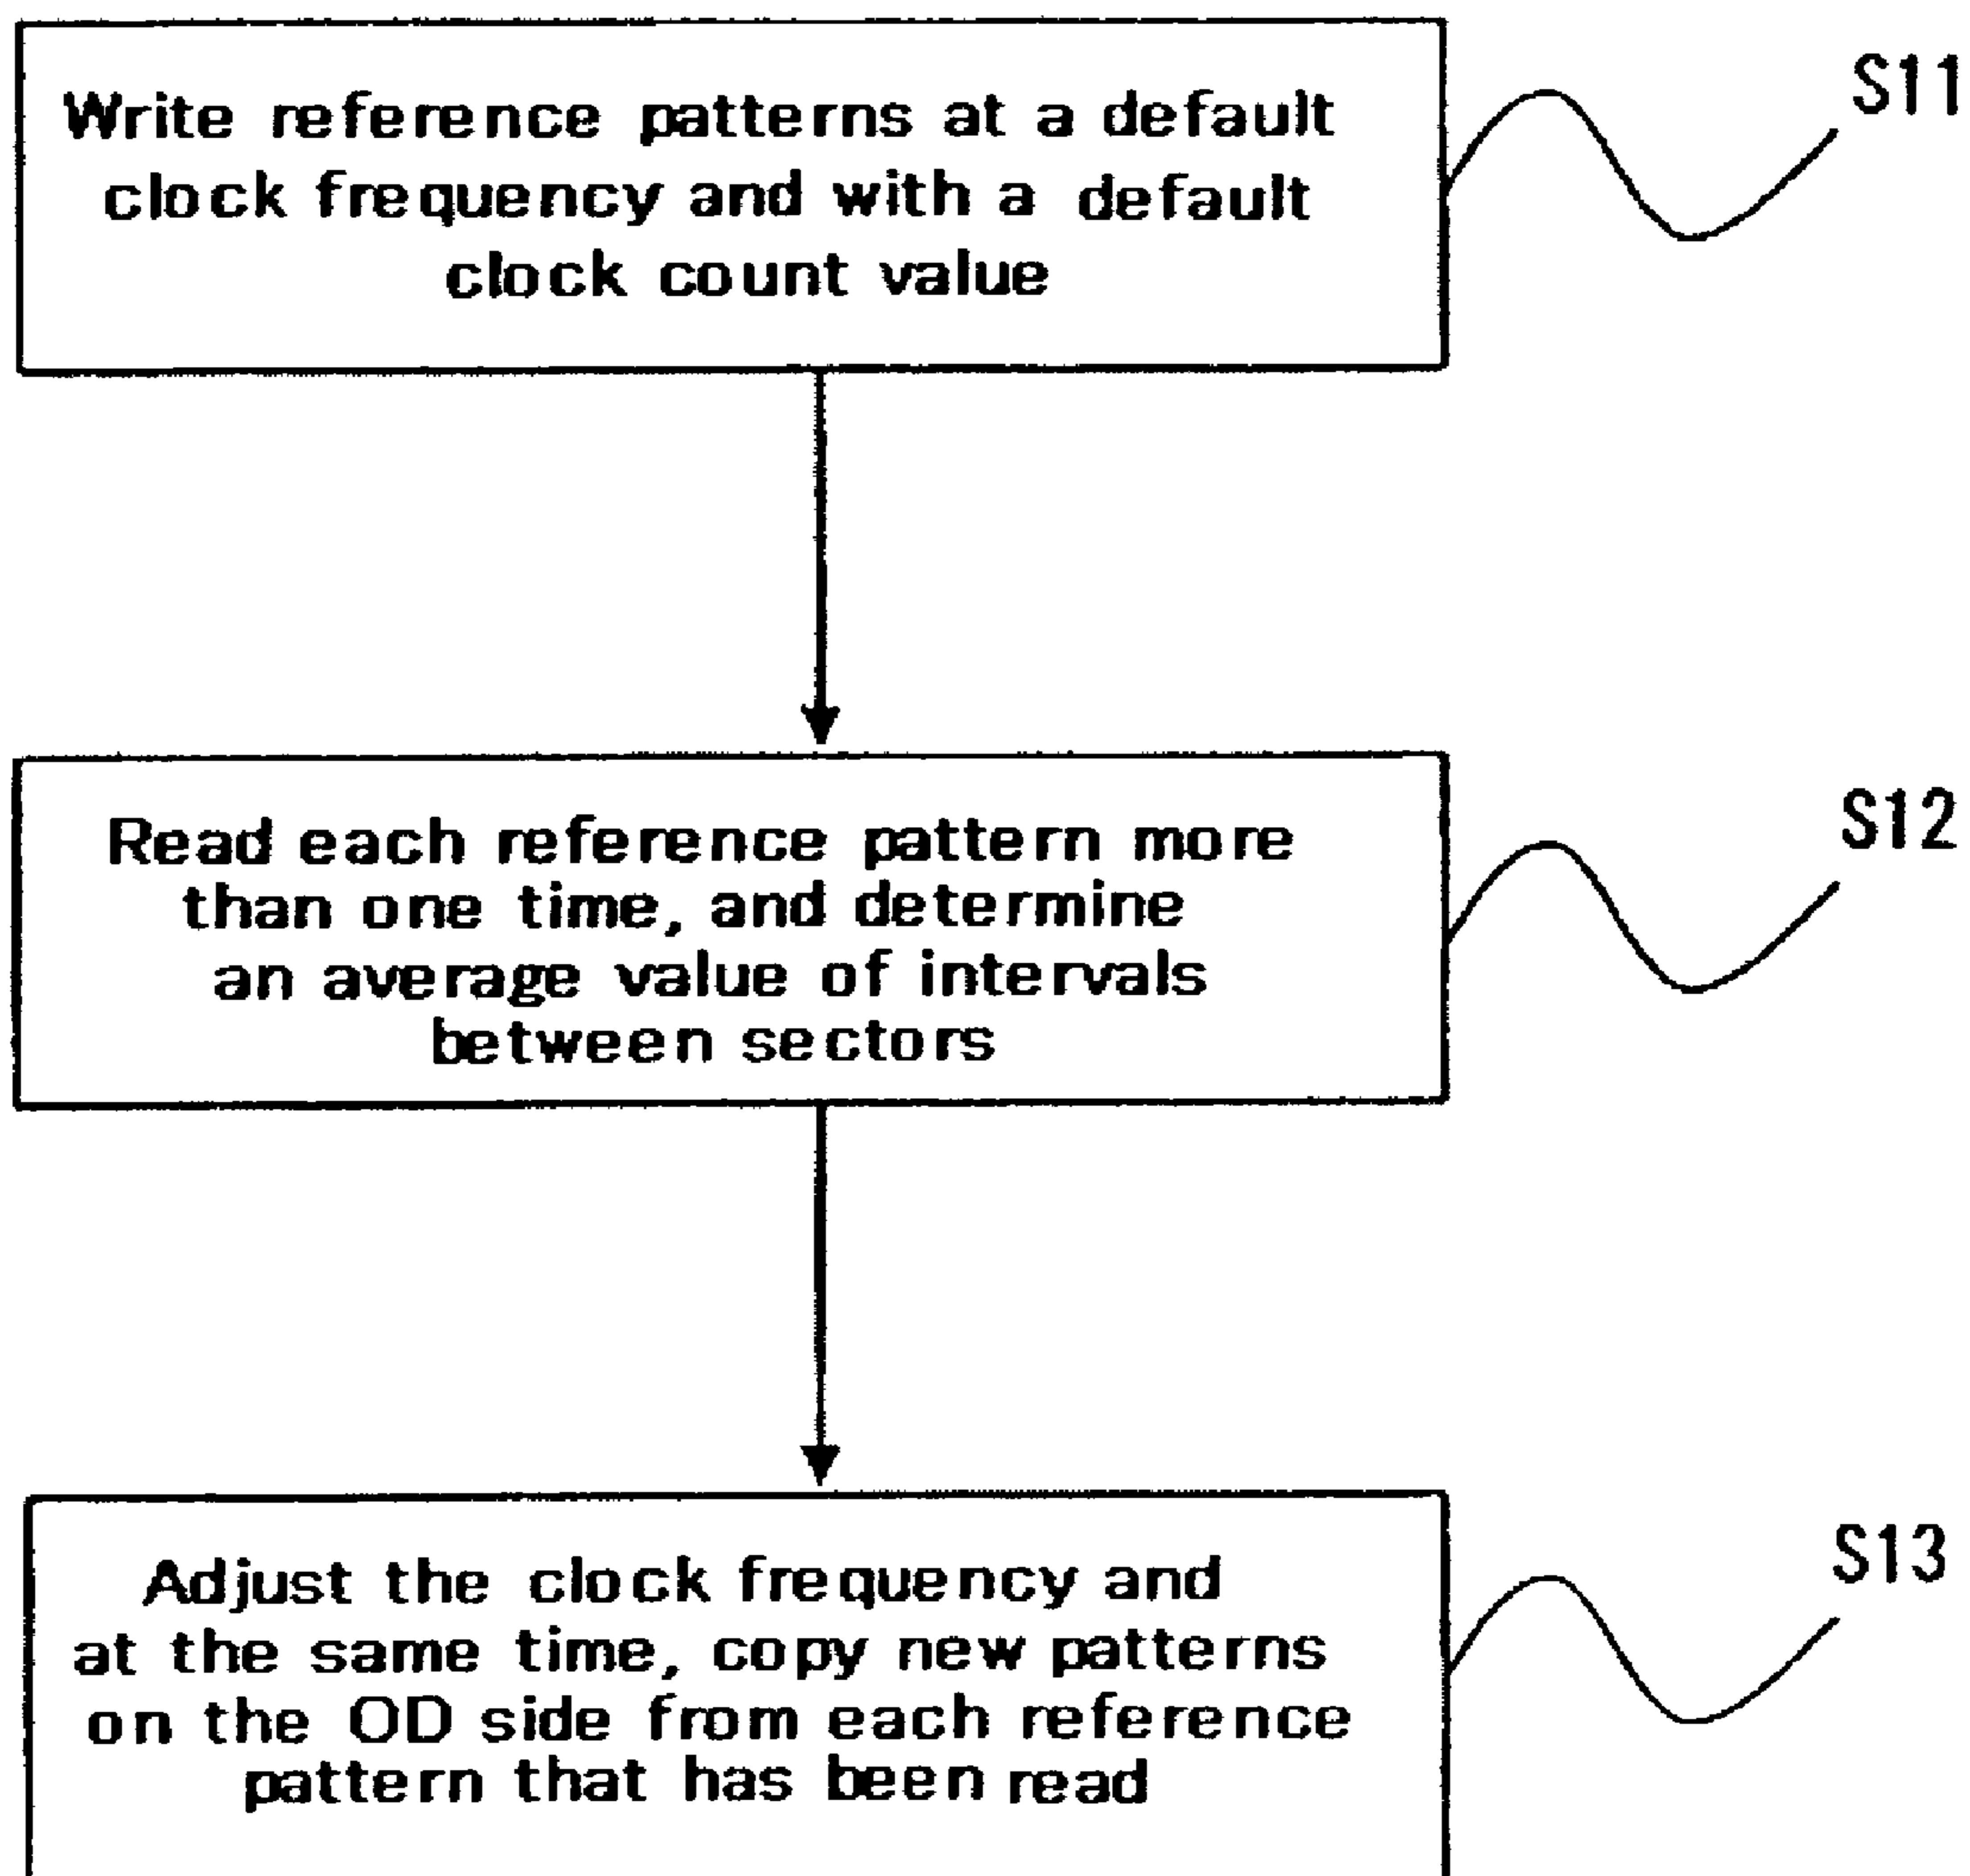 Write reference patterns at a default
clock frequency and with a default
clock count value
S11
Read each reference pattern more
than one time, and determine
an average value of intervals
between sectors
S12
Adjust the clock frequency and
at the same time, copy new patterns
on the OD side from each reference
pattern that has been read
S13